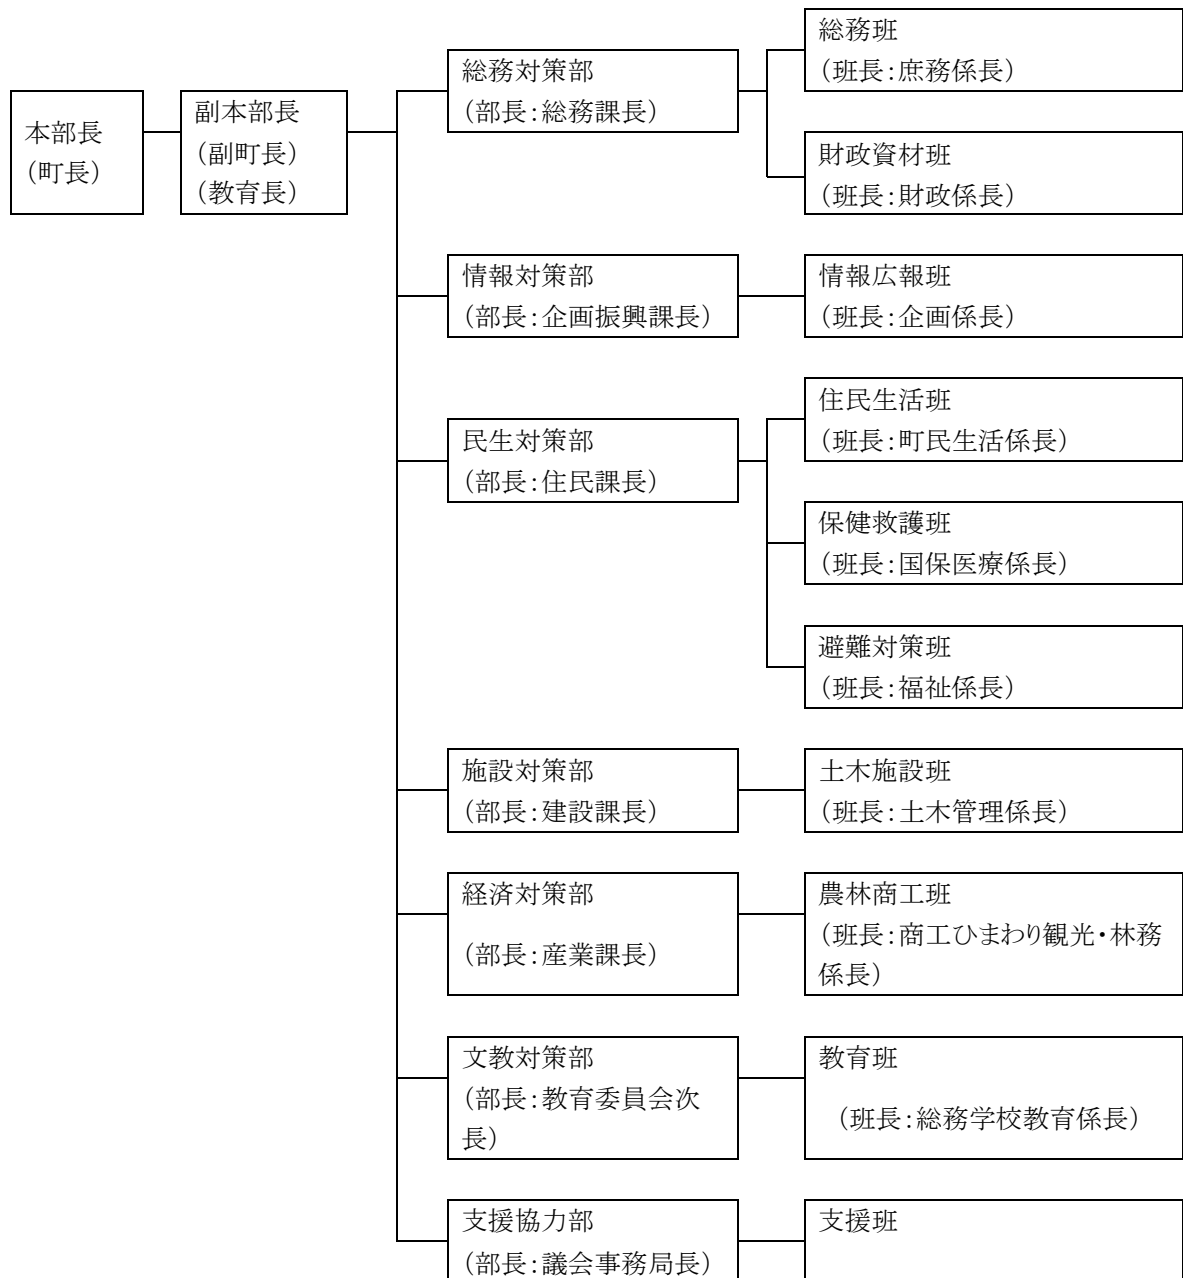 本部長
（町長）
副本部長
（副町長）
（教育長）
総務対策部
（部長：総務課長）
総務班
（班長：庶務係長）
財政資材班
（班長：財政係長）
情報対策部
（部長：企画振興課長）
情報広報班
（班長：企画係長）
民生対策部
（部長：住民課長）
住民生活班
（班長：町民生活係長）
保健救護班
（班長：国保医療係長）
避難対策班
（班長：福祉係長）
施設対策部
（部長：建設課長）
土木施設班
（班長：土木管理係長）
経済対策部
（部長：産業課長）
農林商工班
（班長：商工ひまわり観光・林務
係長）
文教対策部
（部長：教育委員会次
長）
教育班
（班長：総務学校教育係長）
支援協力部
（部長：議会事務局長）
支援班